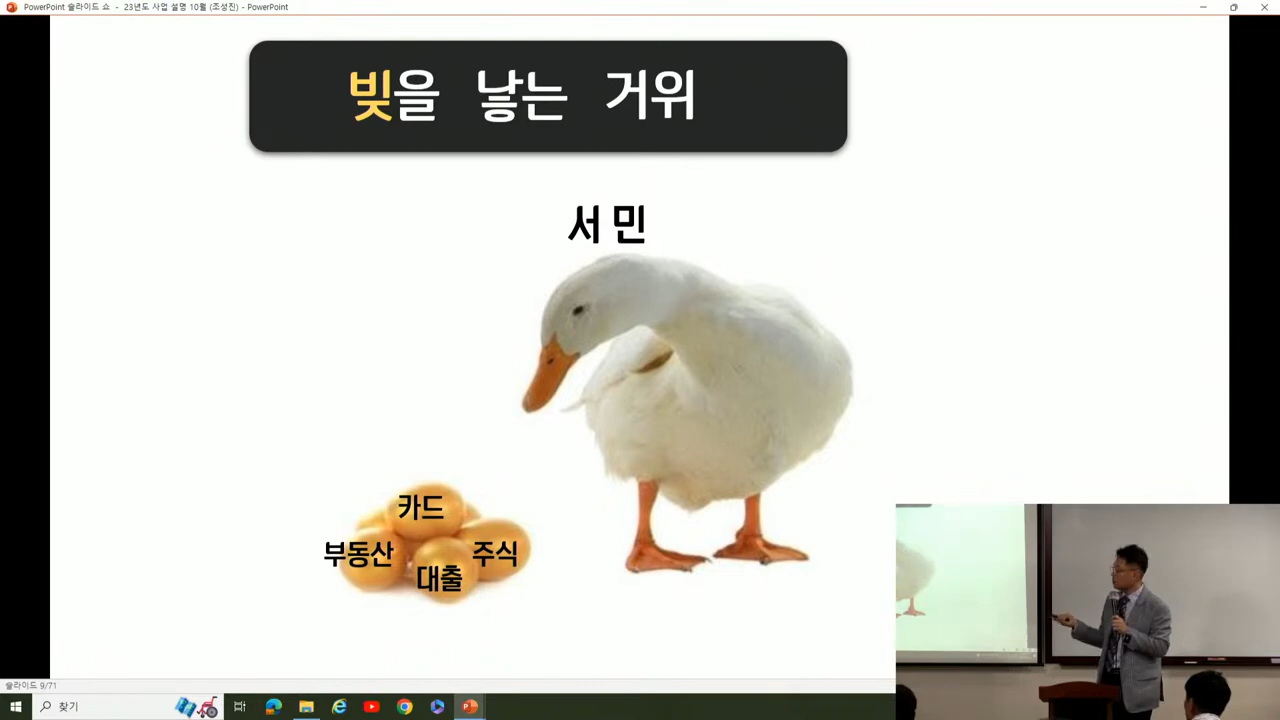 PowerPoint 슬라이드 쇼 - 23년도 사업 설명 10월 (조성진) - PowerPoint
빚을 낳는 거위
서 민
카드
부동산
주식
대출
슬라이드 9/71
찾기